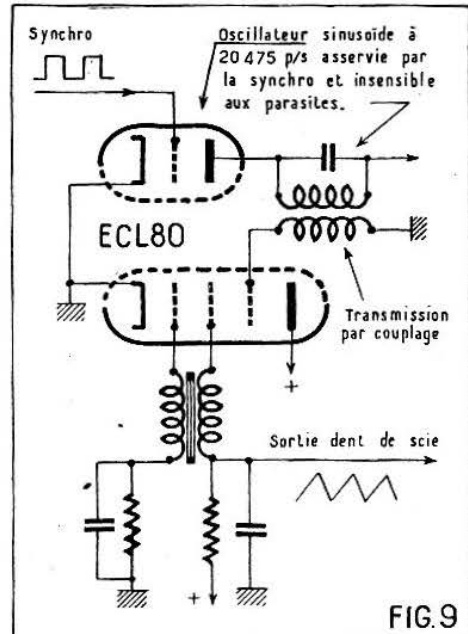 Synchro
Oscillateur sinusoïde à
20 475 p/s asservie par
la synchro et insensible
aux parasites.
ECL80
Transmission
par couplage
+
Sortie dent de scie
+
FIG. 9